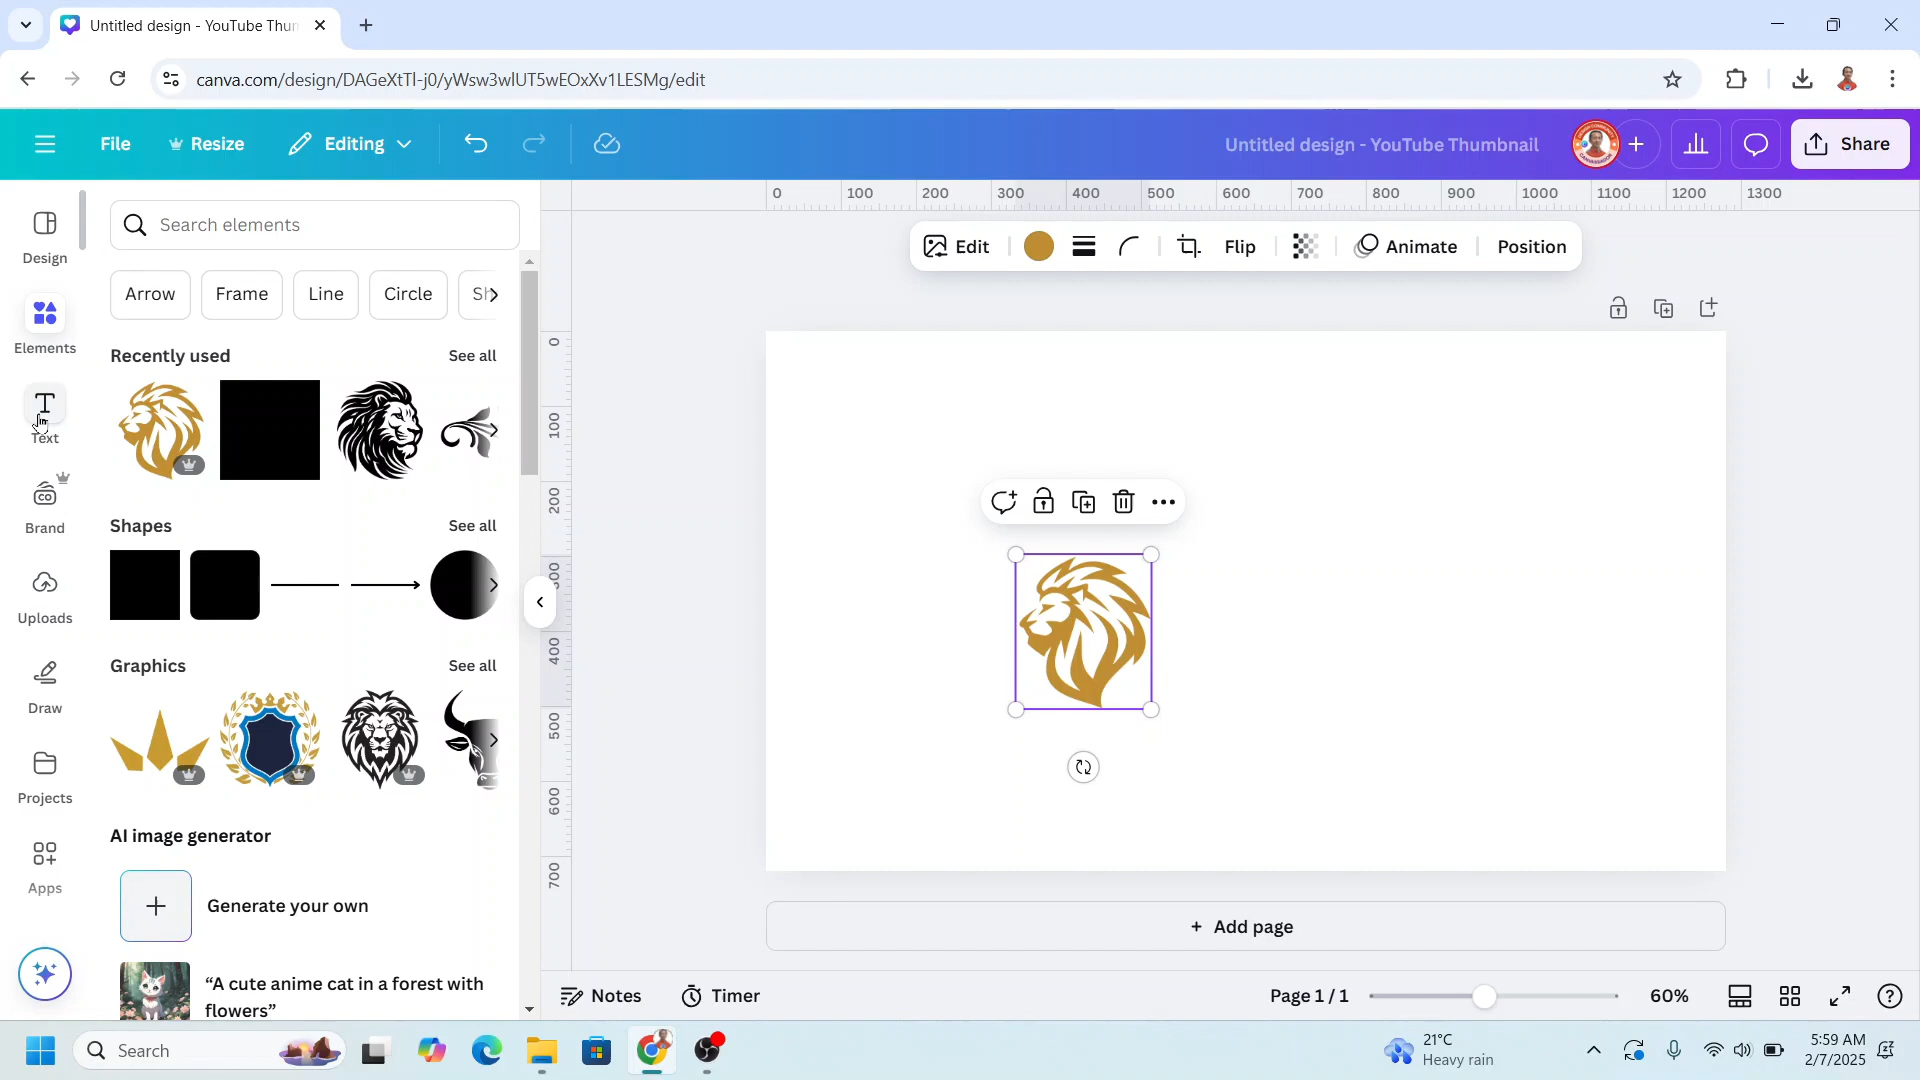 Untitled design - YouTube Thun
canva.com/design/DAGeXtTl-j0/yWsw3wlUT5wEOxXv1LESMg/edit
File
Resize
Editing
Untitled design - YouTube Thumbnail
Share
Design
Elements
Text
Brand
Uploads
Draw
Projects
Apps
Search elements
Arrow
Frame
Line
Circle
Sh
Recently used
See all
Shapes
See all
Graphics
See all
AI image generator
Generate your own
“A cute anime cat in a forest with
flowers”
0 100 200 300 400 500 600 700 800 900 1000 1100 1200 1300
0
100
200
300
400
500
600
700
Edit
Flip
Animate
Position
+ Add page
Notes
Timer
Page 1 / 1
60%
Search
21°C
Heavy rain
5:59 AM
2/7/2025